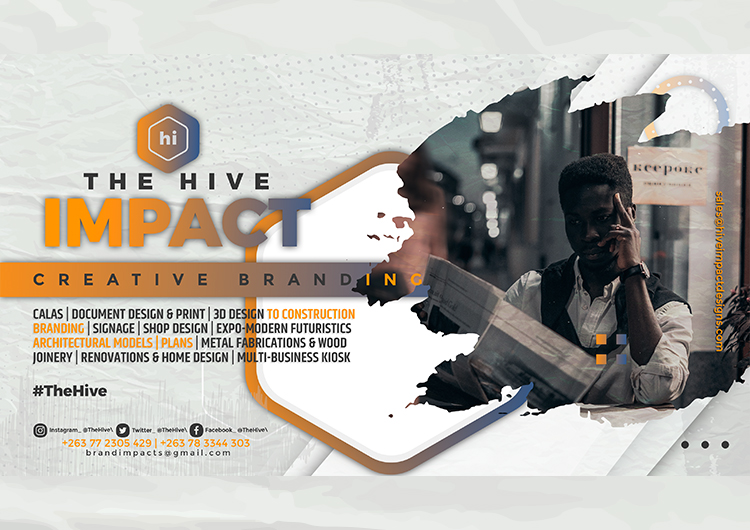 hi
THE HIVE
IMPACT
CREATIVE BRANDING
CALAS | DOCUMENT DESIGN & PRINT | 3D DESIGN TO CONSTRUCTION
BRANDING | SIGNAGE | SHOP DESIGN | EXPO-MODERN FUTURISTICS
ARCHITECTURAL MODELS | PLANS | METAL FABRICATIONS & WOOD
JOINERY | RENOVATIONS & HOME DESIGN | MULTI-BUSINESS KIOSK
#TheHive
Instagram_ @TheHive\ Twitter_ @TheHive\ Facebook_ @TheHive\
+263 77 2305 429 | +263 78 3344 303
brandimpacts@gmail.com
sales@hiveimpactdesigns.com